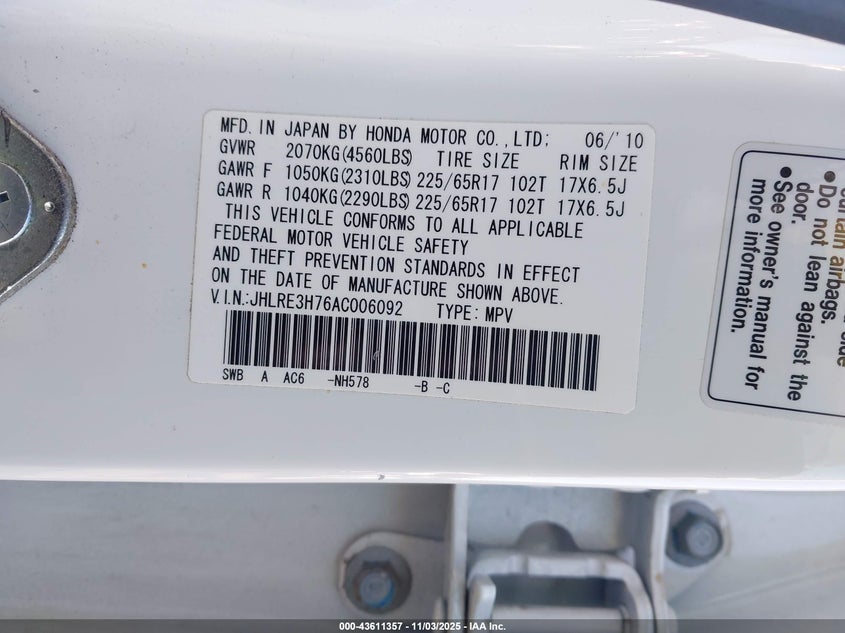 MFD. IN JAPAN BY HONDA MOTOR CO., LTD; 06/'10
GVWR 2070KG(4560LBS) TIRE SIZE RIM SIZE
GAWR F 1050KG(2310LBS) 225/65R17 102T 17X6.5J
GAWR R 1040KG(2290LBS) 225/65R17 102T 17X6.5J
THIS VEHICLE CONFORMS TO ALL APPLICABLE
FEDERAL MOTOR VEHICLE SAFETY
AND THEFT PREVENTION STANDARDS IN EFFECT
ON THE DATE OF MANUFACTURE SHOWN ABOVE.
V.I.N.:JHLRE3H76AC006092 TYPE: MPV
SWB A AC6 -NH578 -B -C
airbags.
●Do not lean against the
door.
●See owner's manual for
more information.
000-43611357 - 11/03/2025 - IAA Inc.